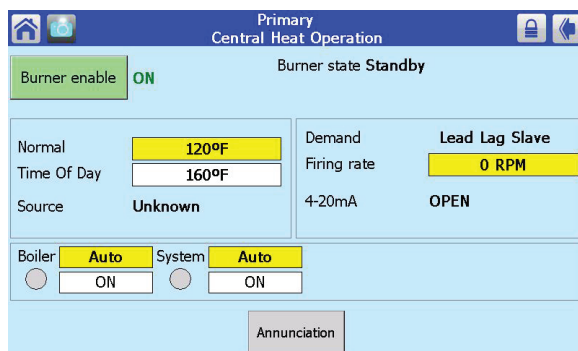 Primary
Central Heat Operation
Burner enable ON
Burner state Standby
Normal 120ºF
Time Of Day 160ºF
Source Unknown
Demand Lead Lag Slave
Firing rate 0 RPM
4-20mA OPEN
Boiler Auto System Auto
ON ON
Annunciation